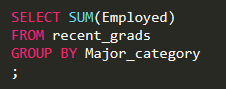 SELECT SUM(Employed)
FROM recent_grads
GROUP BY Major_category
;